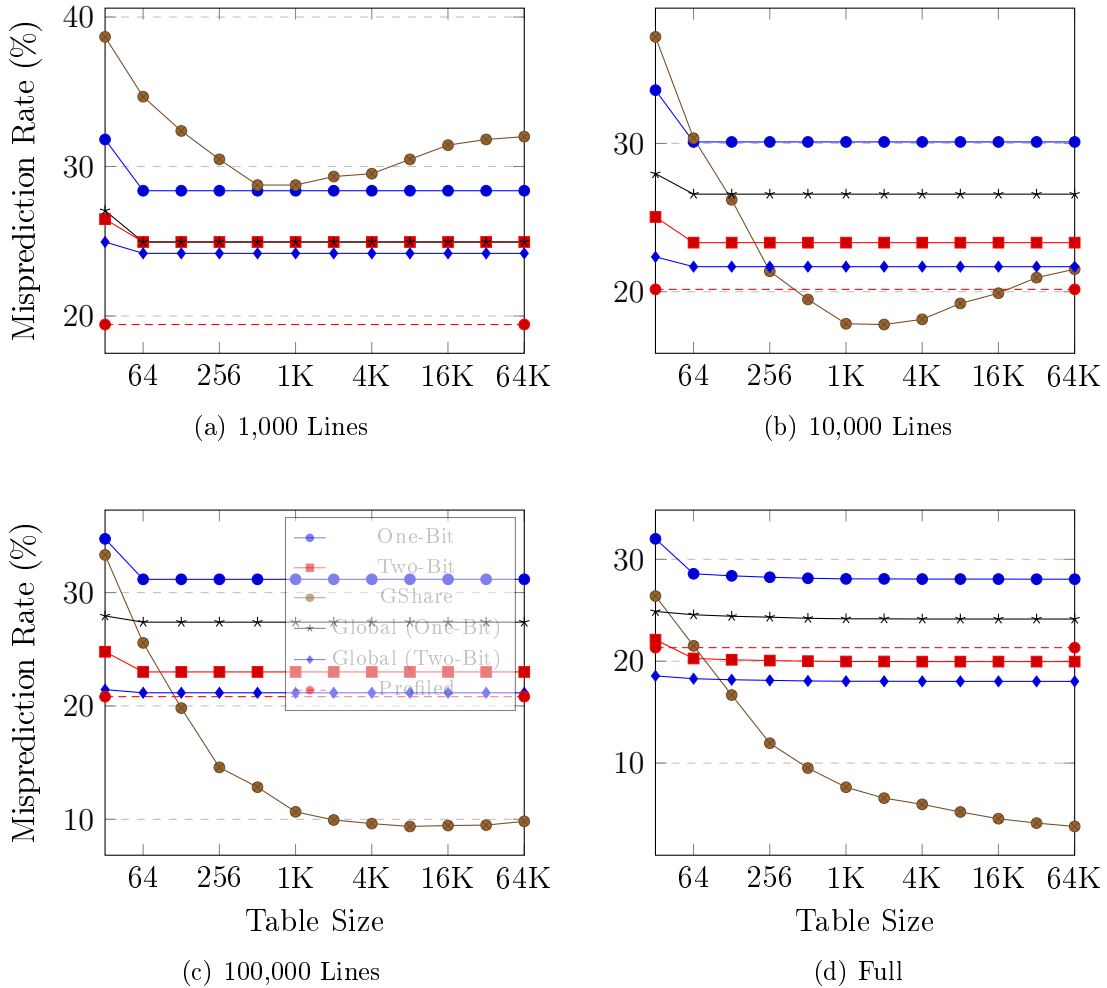 Misprediction Rate (%)
40
30
20
64 256 1K 4K 16K 64K
(a) 1,000 Lines
30
20
64 256 1K 4K 16K 64K
(b) 10,000 Lines
Misprediction Rate (%)
30
20
10
One-Bit
Two-Bit
GShare
Global (One-Bit)
Global (Two-Bit)
Profiled
64 256 1K 4K 16K 64K
Table Size
(c) 100,000 Lines
30
20
10
64 256 1K 4K 16K 64K
Table Size
(d) Full